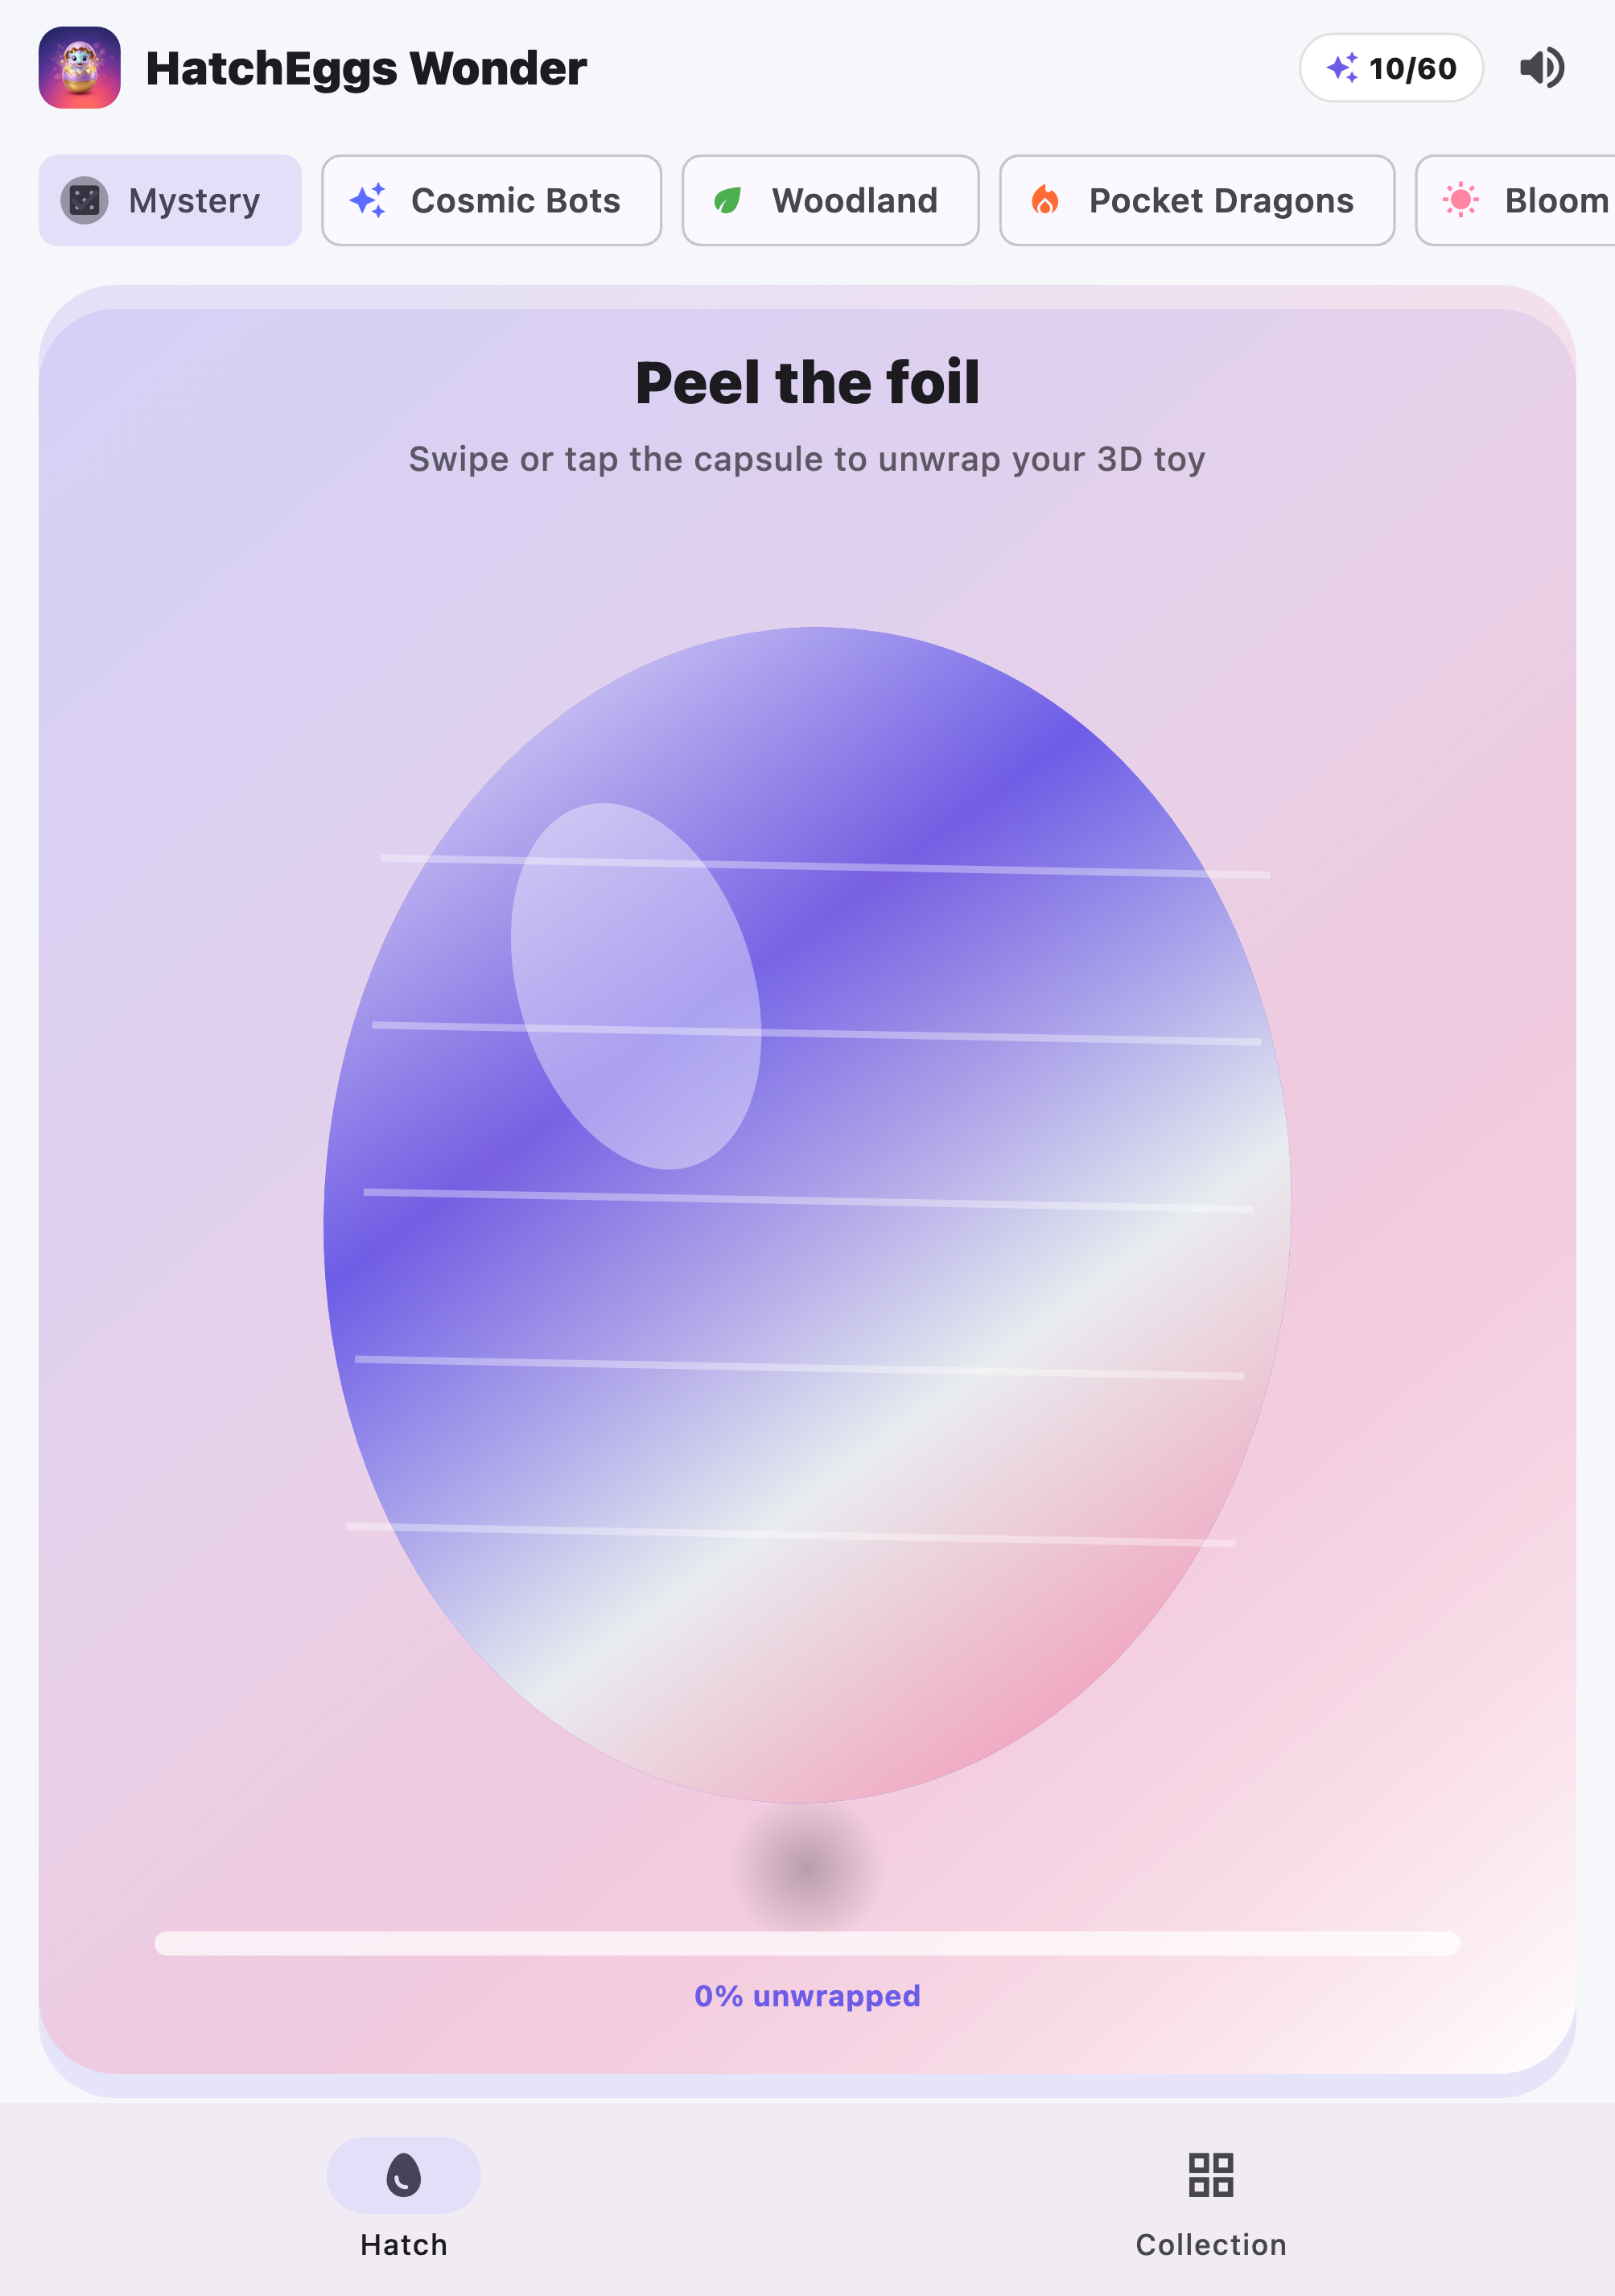 HatchEggs Wonder
10/60
Mystery
Cosmic Bots
Woodland
Pocket Dragons
Bloom
Peel the foil
Swipe or tap the capsule to unwrap your 3D toy
0% unwrapped
Hatch
Collection